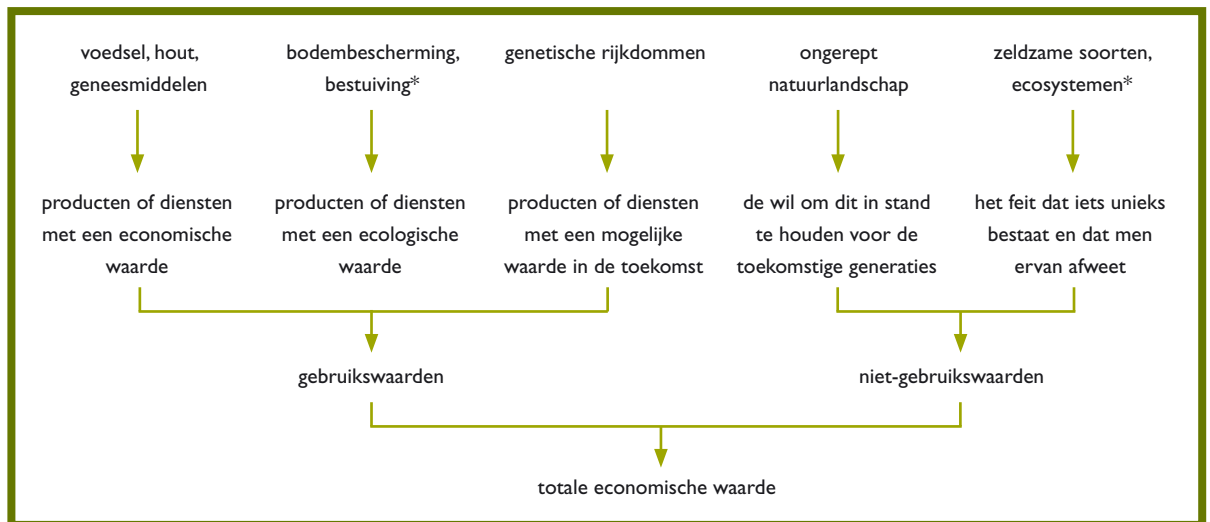 voedsel, hout,
geneesmiddelen
bodembescherming,
bestuiving*
genetische rijkdommen
ongerept
natuurlandschap
zeldzame soorten,
ecosystemen*
producten of diensten
met een economische
waarde
producten of diensten
met een ecologische
waarde
producten of diensten
met een mogelijke
waarde in de toekomst
de wil om dit in stand
te houden voor de
toekomstige generaties
het feit dat iets unieks
bestaat en dat men
ervan afweet
gebruikswaarden
niet-gebruikswaarden
totale economische waarde